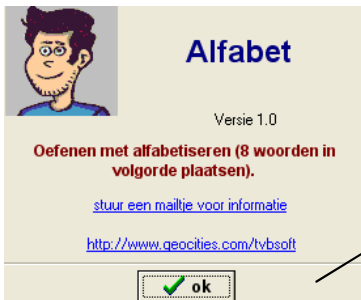 Alfabet
Versie 1.0
Oefenen met alfabetiseren (8 woorden in
volgorde plaatsen).
stuur een mailtje voor informatie
http://www.geocities.com/tvbsoft
ok